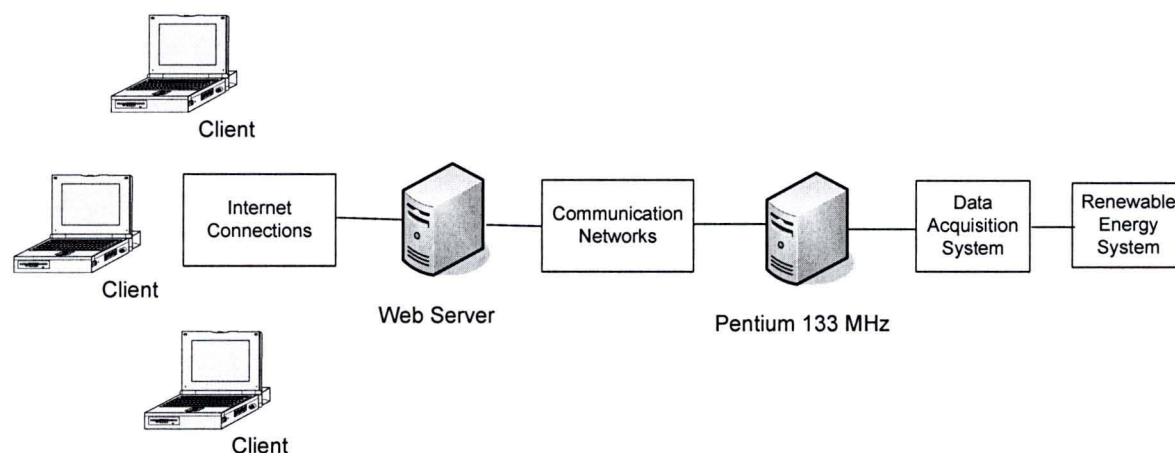 Client
Client
Client
Internet
Connections
Web Server
Communication
Networks
Pentium 133 MHz
Data
Acquisition
System
Renewable
Energy
System